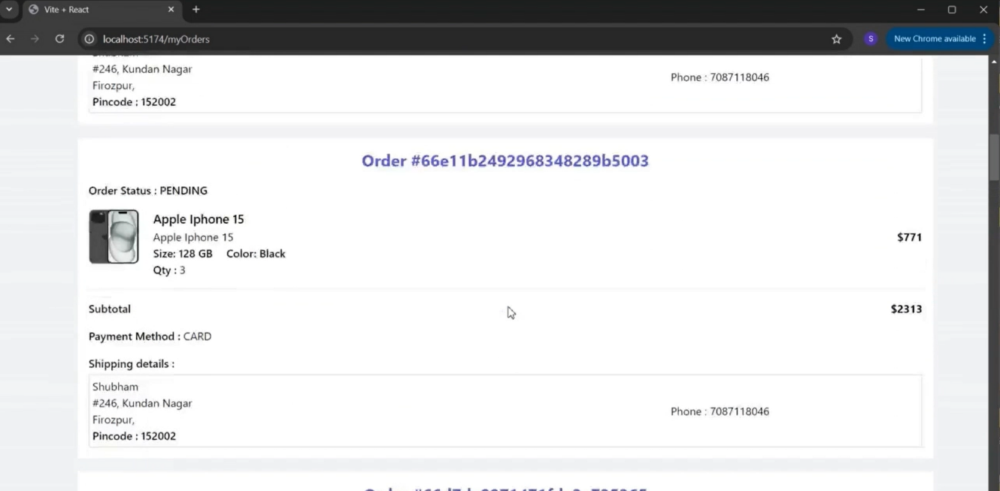 Vite + React
localhost:5174/myOrders
S
New Chrome available
#246, Kundan Nagar
Firozpur,
Phone : 7087118046
Pincode : 152002
Order #66e11b2492968348289b5003
Order Status : PENDING
Apple Iphone 15
Apple Iphone 15
$771
Size: 128 GB Color: Black
Qty : 3
Subtotal
$2313
Payment Method : CARD
Shipping details :
Shubham
#246, Kundan Nagar
Firozpur,
Phone : 7087118046
Pincode : 152002